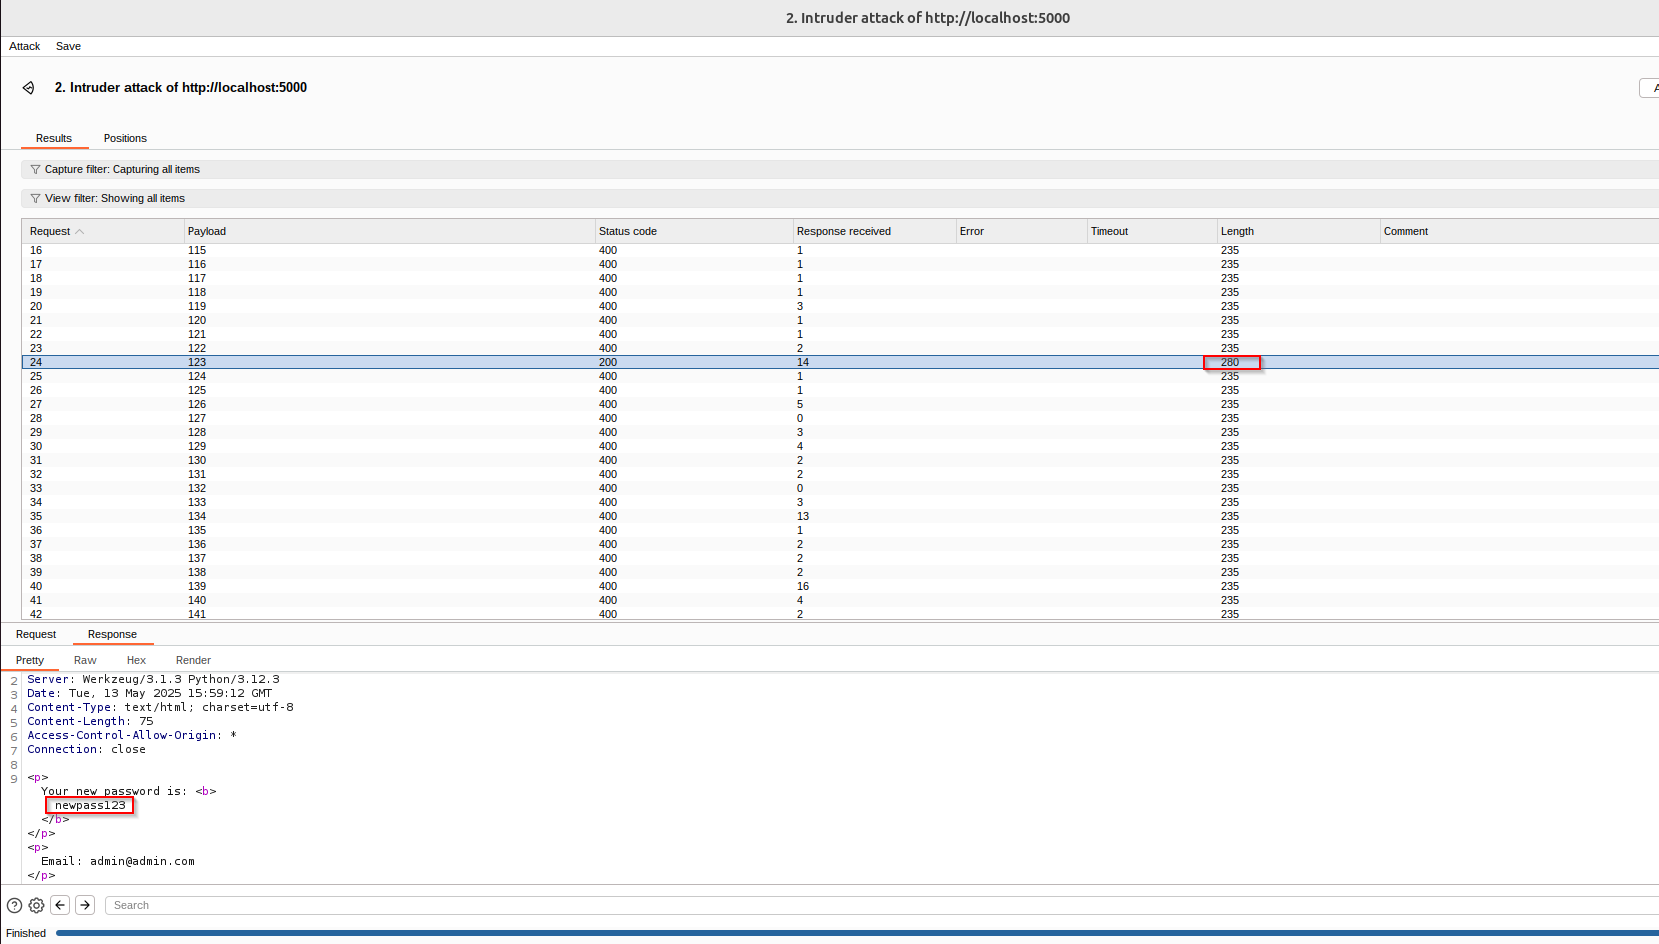 2. Intruder attack of http://localhost:5000
Attack Save
2. Intruder attack of http://localhost:5000
A
Results Positions
Capture filter: Capturing all items
View filter: Showing all items
Request Payload Status code Response received Error Timeout Length Comment
16 115 400 1 235
17 116 400 1 235
18 117 400 1 235
19 118 400 1 235
20 119 400 3 235
21 120 400 1 235
22 121 400 1 235
23 122 400 2 235
24 123 200 14 280
25 124 400 1 235
26 125 400 1 235
27 126 400 5 235
28 127 400 0 235
29 128 400 3 235
30 129 400 4 235
31 130 400 2 235
32 131 400 2 235
33 132 400 0 235
34 133 400 3 235
35 134 400 13 235
36 135 400 1 235
37 136 400 2 235
38 137 400 2 235
39 138 400 2 235
40 139 400 16 235
41 140 400 4 235
42 141 400 2 235
Request Response
Pretty Raw Hex Render
2 Server: Werkzeug/3.1.3 Python/3.12.3
3 Date: Tue, 13 May 2025 15:59:12 GMT
4 Content-Type: text/html; charset=utf-8
5 Content-Length: 75
6 Access-Control-Allow-Origin: *
7 Connection: close
8
9 <p>
Your new password is: <b>
newpass123
</b>
</p>
<p>
Email: admin@admin.com
</p>
Search
Finished